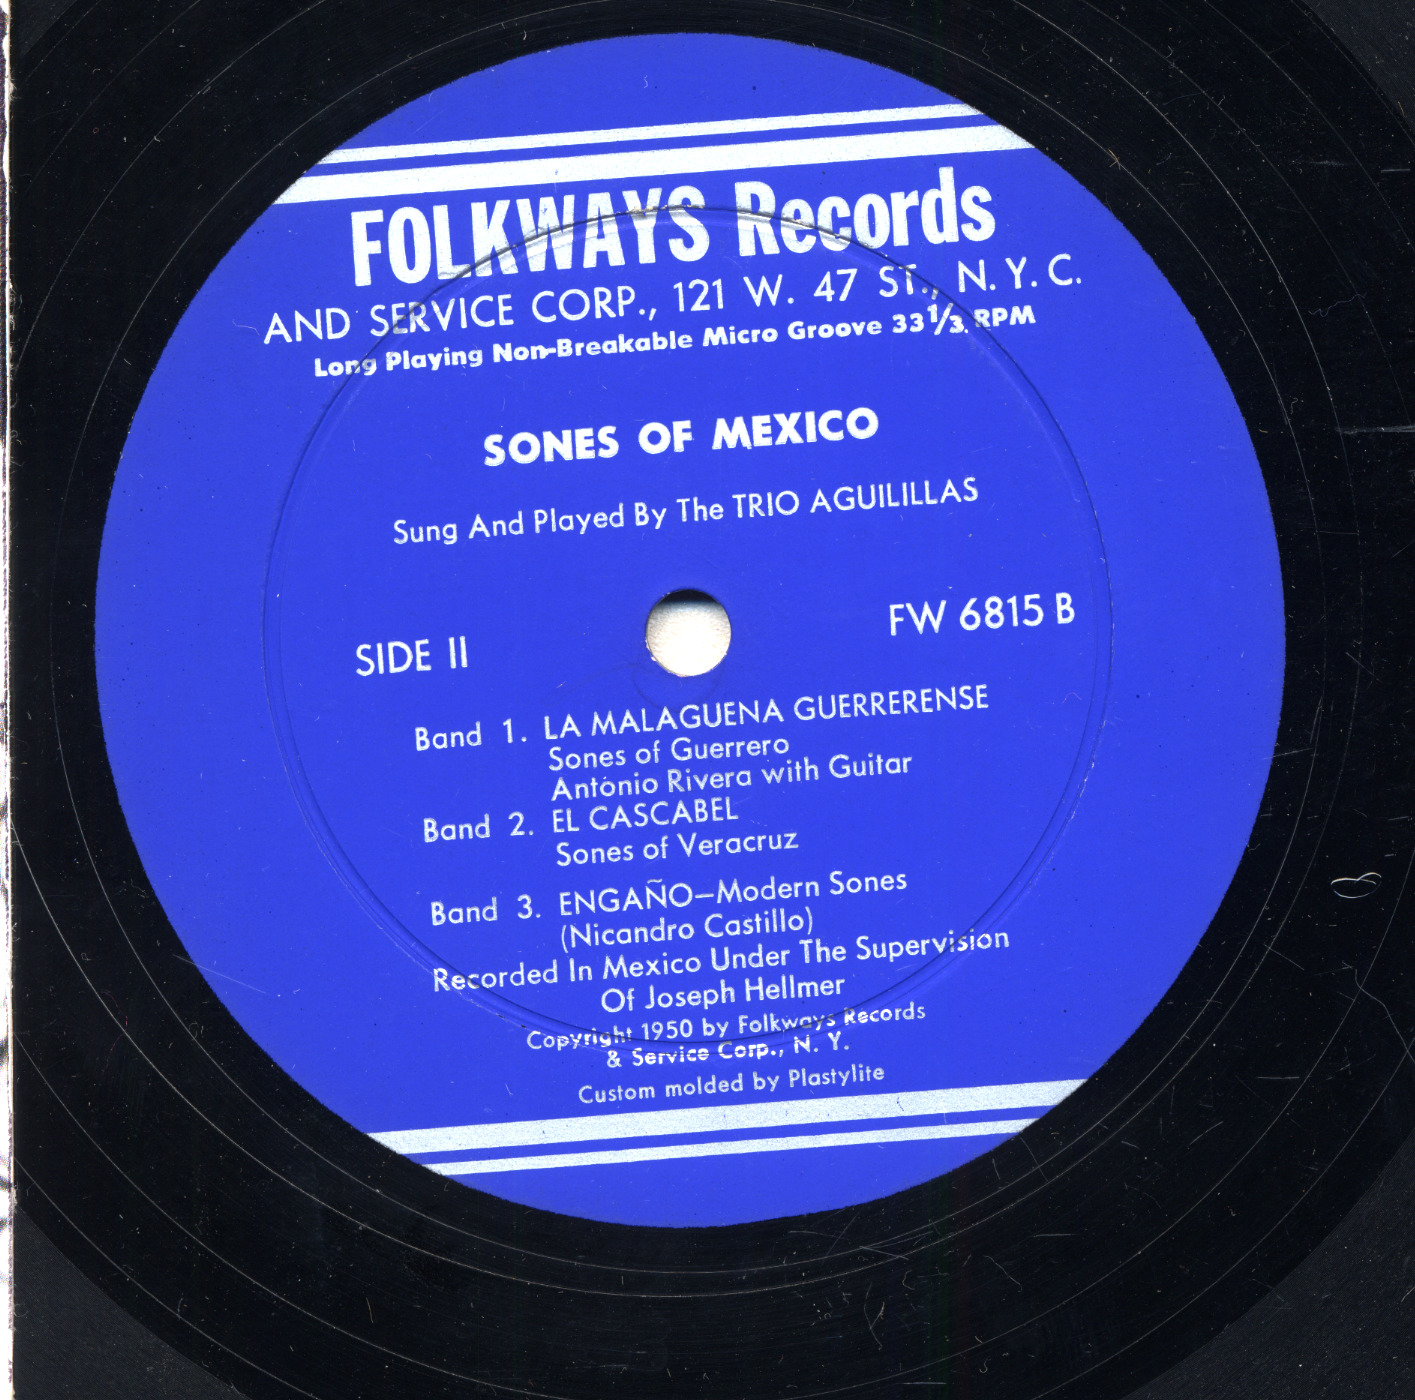 FOLKWAYS Records
AND SERVICE CORP., 121 W. 47 ST., N. Y. C.
Long Playing Non-Breakable Micro Groove 33 1/3 RPM
SONES OF MEXICO
Sung And Played By The TRIO AGUILILLAS
SIDE II
FW 6815 B
Band 1. LA MALAGUENA GUERRERENSE
Sones of Guerrero
António Rivera with Guitar
Band 2. EL CASCABEL
Sones of Veracruz
Band 3. ENGAÑO—Modern Sones
(Nicandro Castillo)
Recorded In Mexico Under The Supervision
Of Joseph Hellmer
Copyright 1950 by Folkways Records
& Service Corp., N. Y.
Custom molded by Plastylite